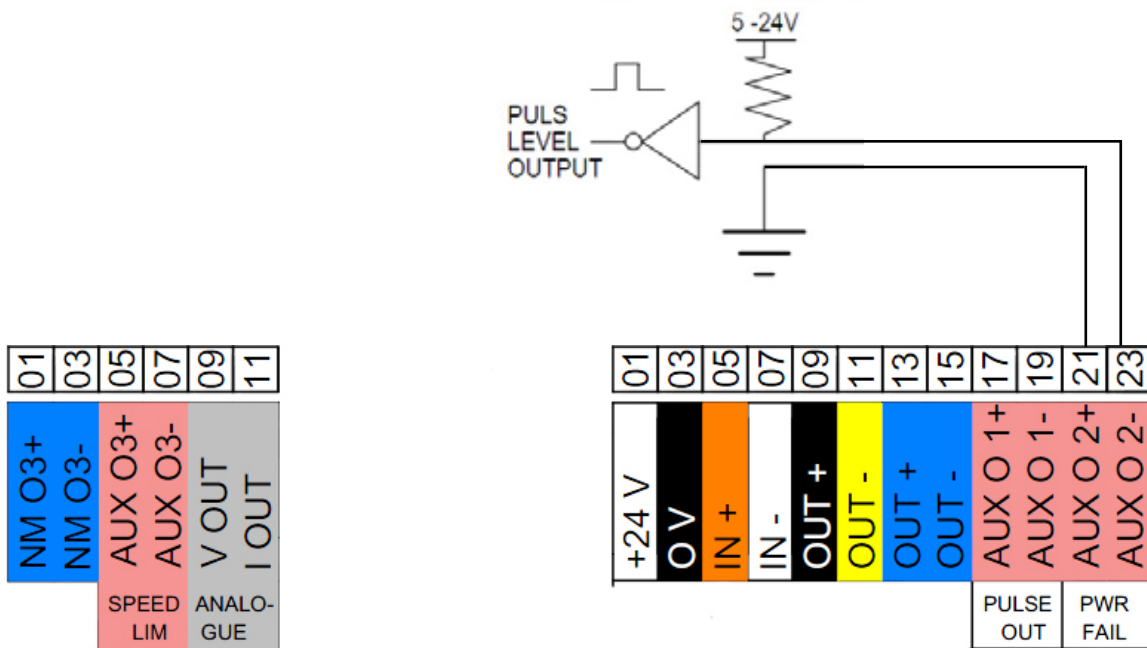 5 -24V
PULS
LEVEL
OUTPUT
01 03 05 07 09 11
NM O3+
NM O3-
AUX O3+
AUX O3-
V OUT
I OUT
SPEED
LIM
ANALO-
GUE
01 03 05 07 09 11 13 15 17 19 21 23
+24 V
O V
IN +
IN -
OUT +
OUT -
OUT +
OUT -
AUX O 1+
AUX O 1-
AUX O 2+
AUX O 2-
PULSE
OUT
PWR
FAIL